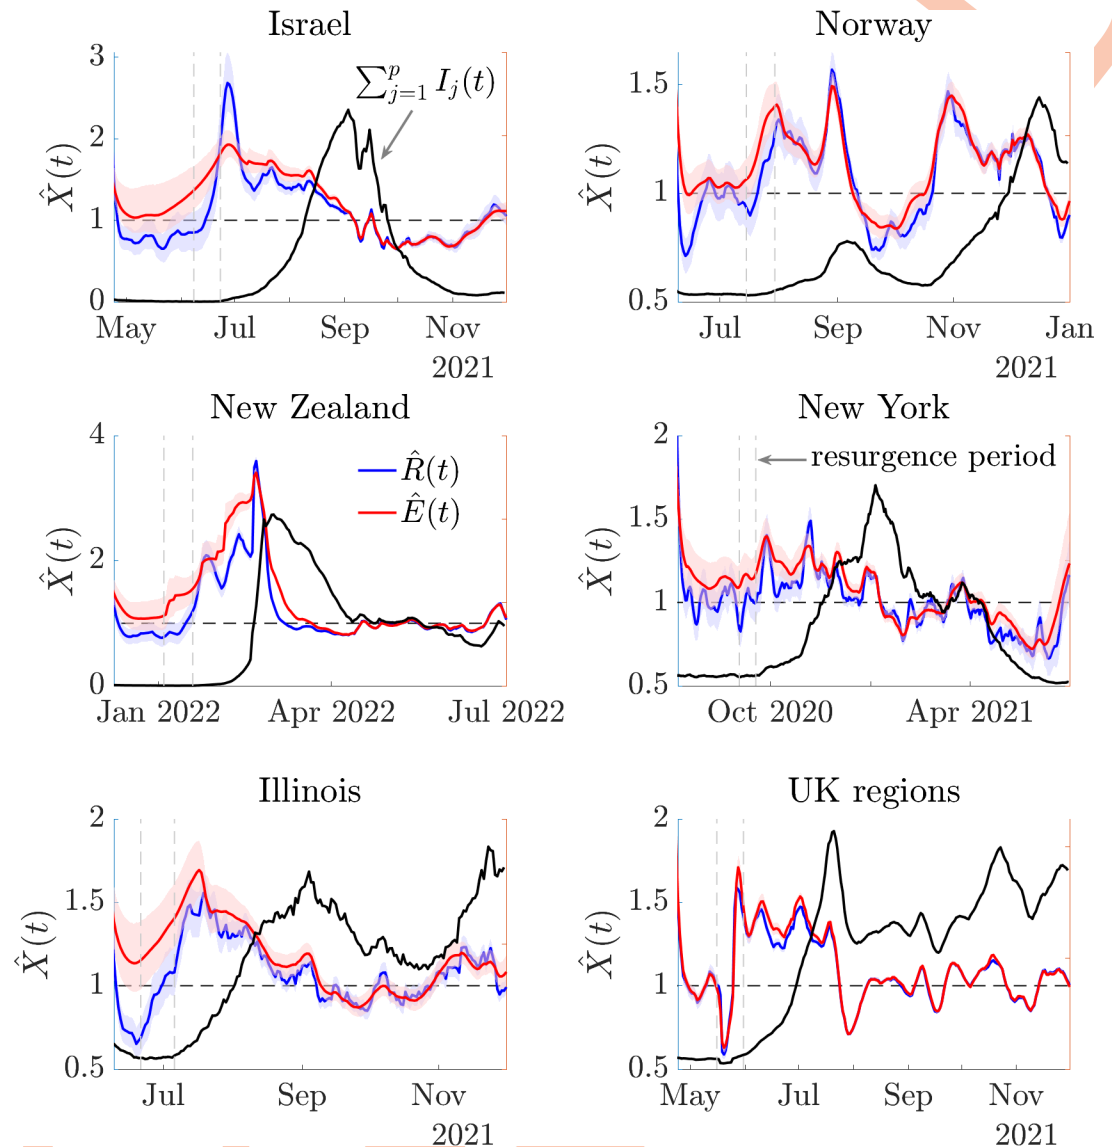 Israel
3
2
1
0
X̂(t)
∑_{j=1}^{p} I_j(t)
May Jul Sep Nov
2021
Norway
1.5
1
0.5
X̂(t)
Jul Sep Nov Jan
2021
New Zealand
4
2
1
0
X̂(t)
R̂(t)
Ê(t)
Jan 2022 Apr 2022 Jul 2022
New York
2
1.5
1
0.5
X̂(t)
resurgence period
Oct 2020 Apr 2021
Illinois
2
1.5
1
0.5
X̂(t)
Jul Sep Nov
2021
UK regions
2
1.5
1
0.5
X̂(t)
May Jul Sep Nov
2021